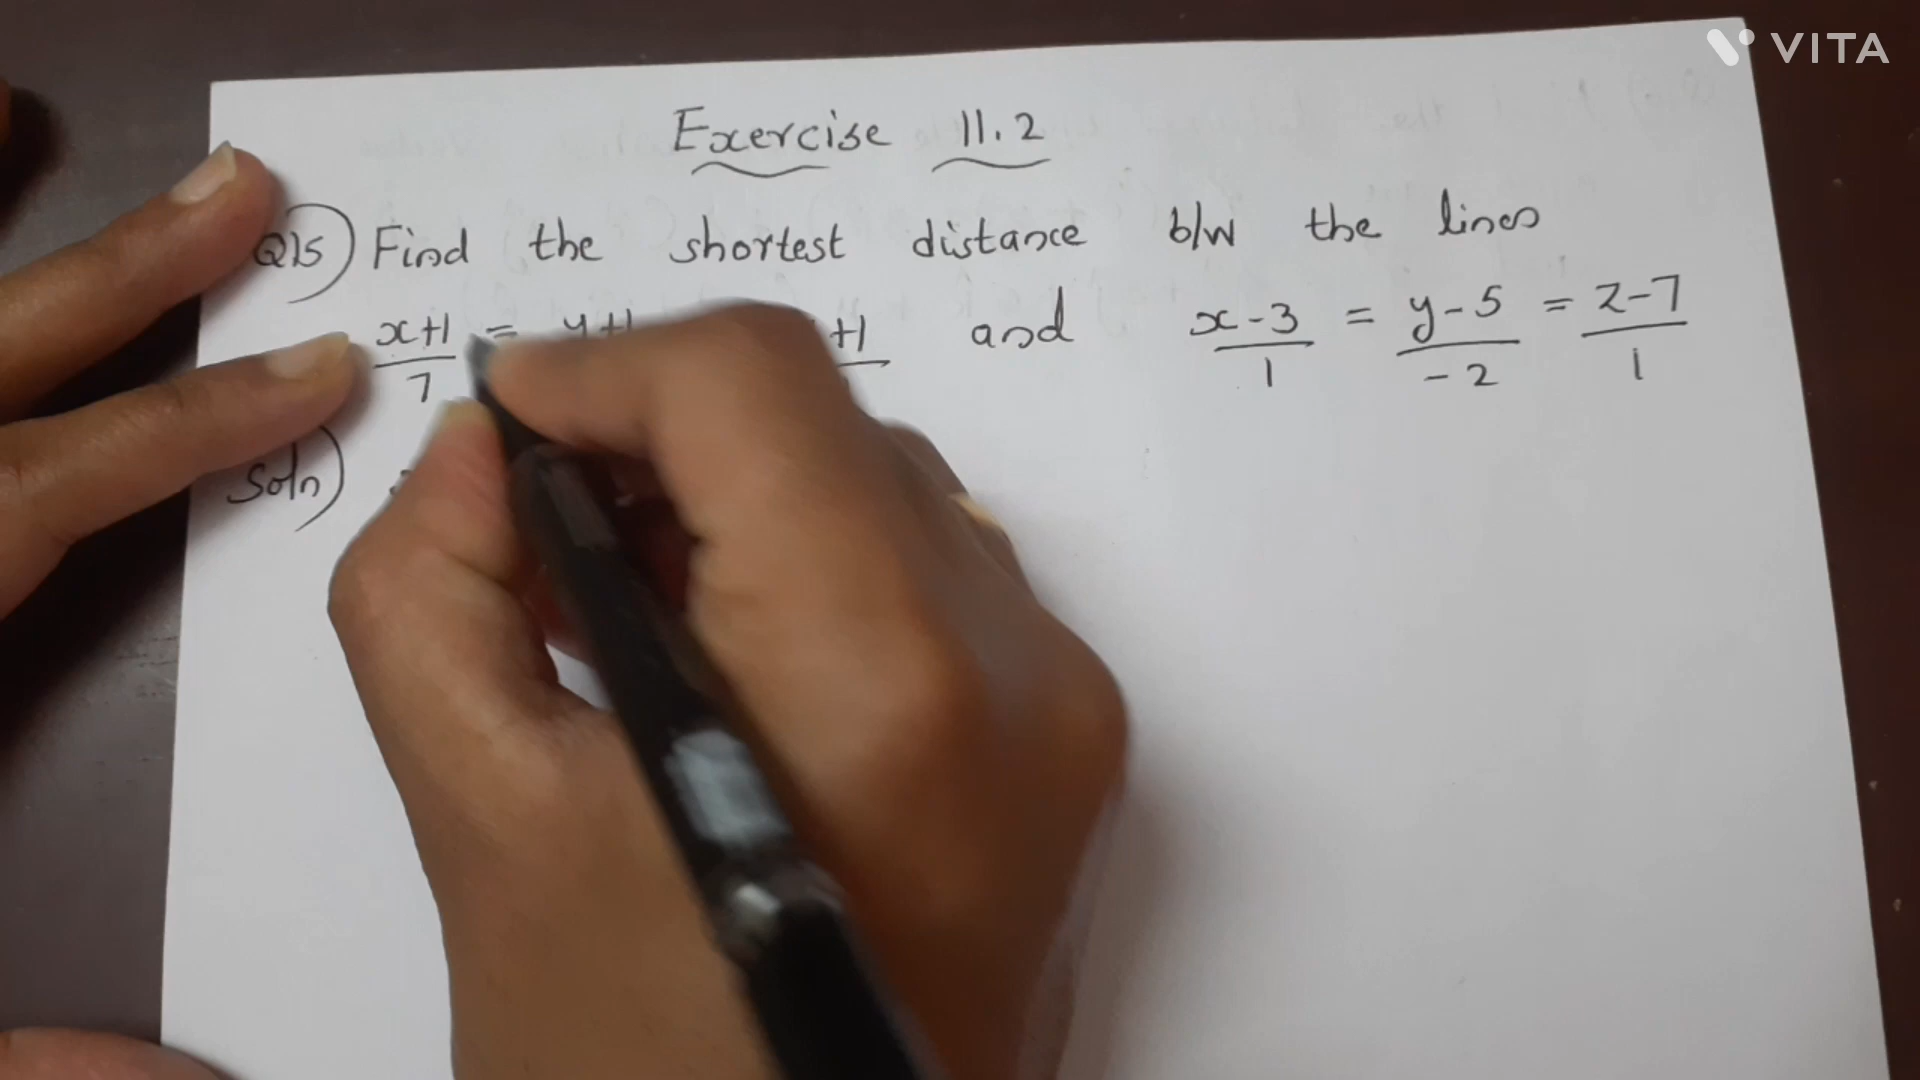 VITA
Exercise 11.2
Q15) Find the shortest distance b/w the lines
x+1/7 = y+1 +1 and x-3/1 = y-5/-2 = z-7/1
Soln)